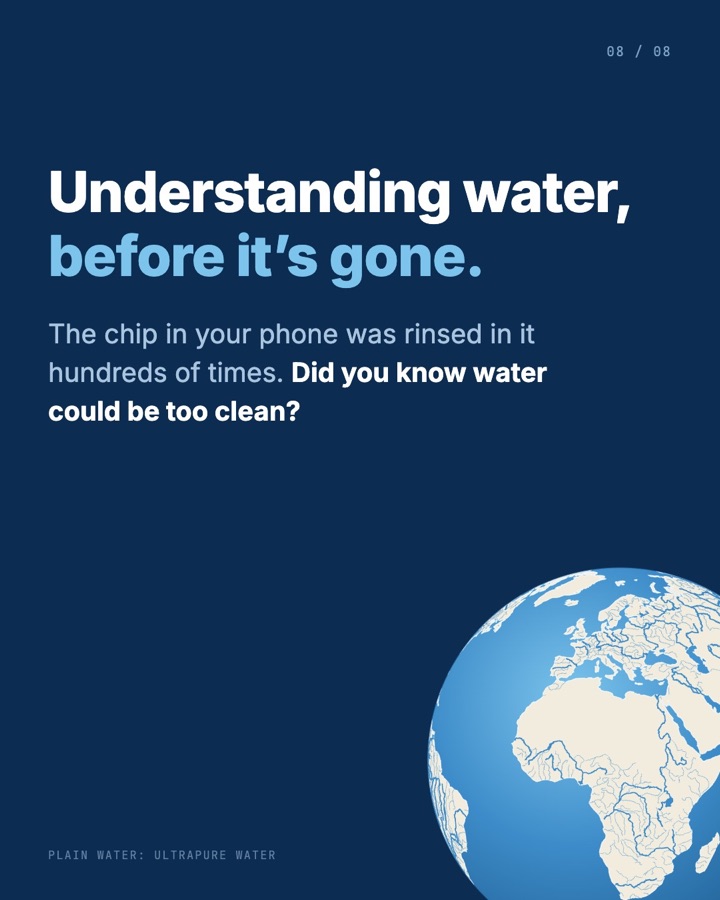 08 / 08
Understanding water,
before it’s gone.
The chip in your phone was rinsed in it
hundreds of times. Did you know water
could be too clean?
PLAIN WATER: ULTRAPURE WATER